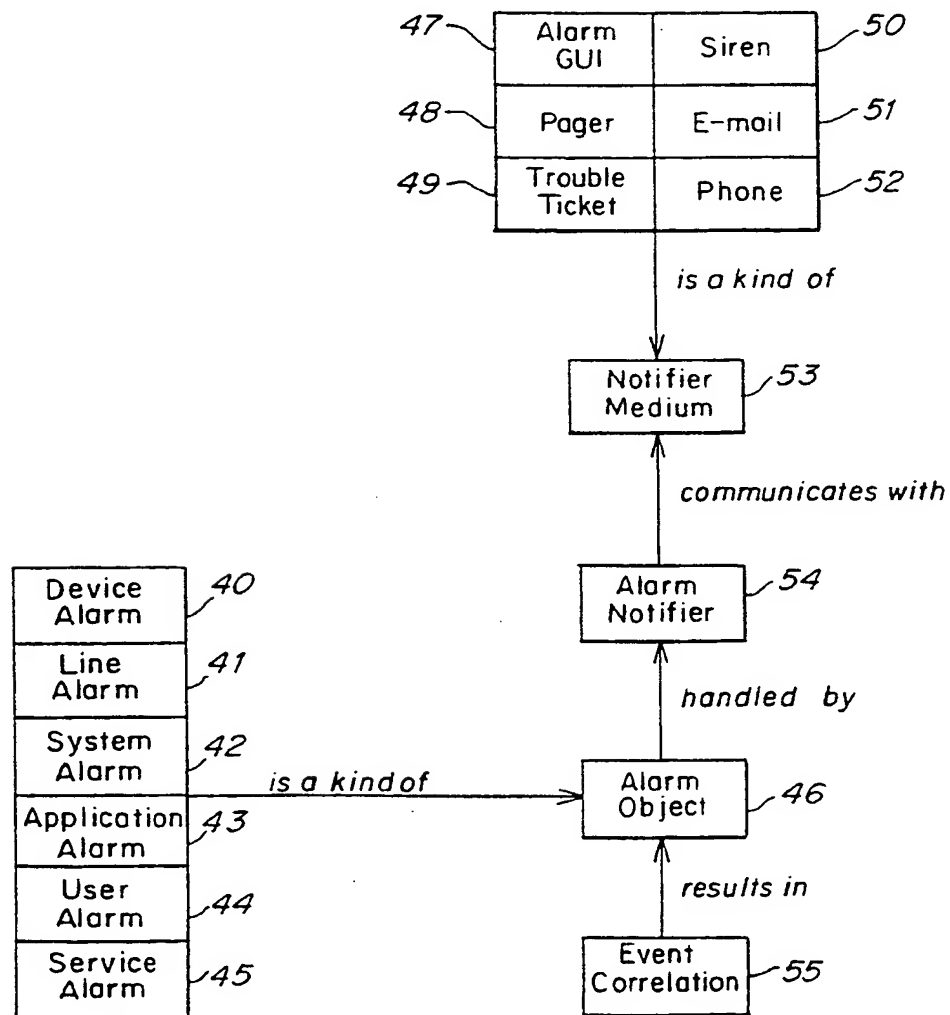 47
Alarm
GUI
Siren
50
48
Pager
E-mail
51
49
Trouble
Ticket
Phone
52
is a kind of
Notifier
Medium
53
communicates with
Alarm
Notifier
54
handled by
Device
Alarm
40
Line
Alarm
41
System
Alarm
42
Application
Alarm
43
User
Alarm
44
Service
Alarm
45
is a kind of
Alarm
Object
46
results in
Event
Correlation
55